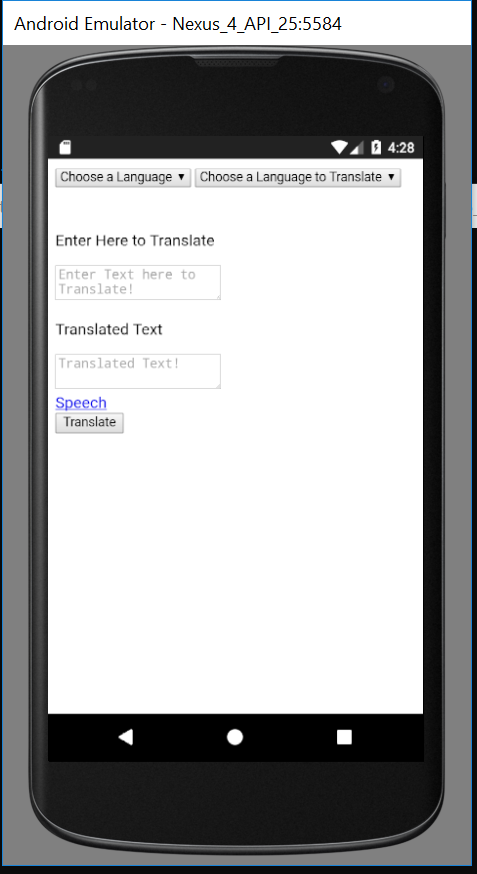 Android Emulator - Nexus_4_API_25:5584
4:28
Choose a Language Choose a Language to Translate
Enter Here to Translate
Enter Text here to
Translate!
Translated Text
Translated Text!
Speech
Translate